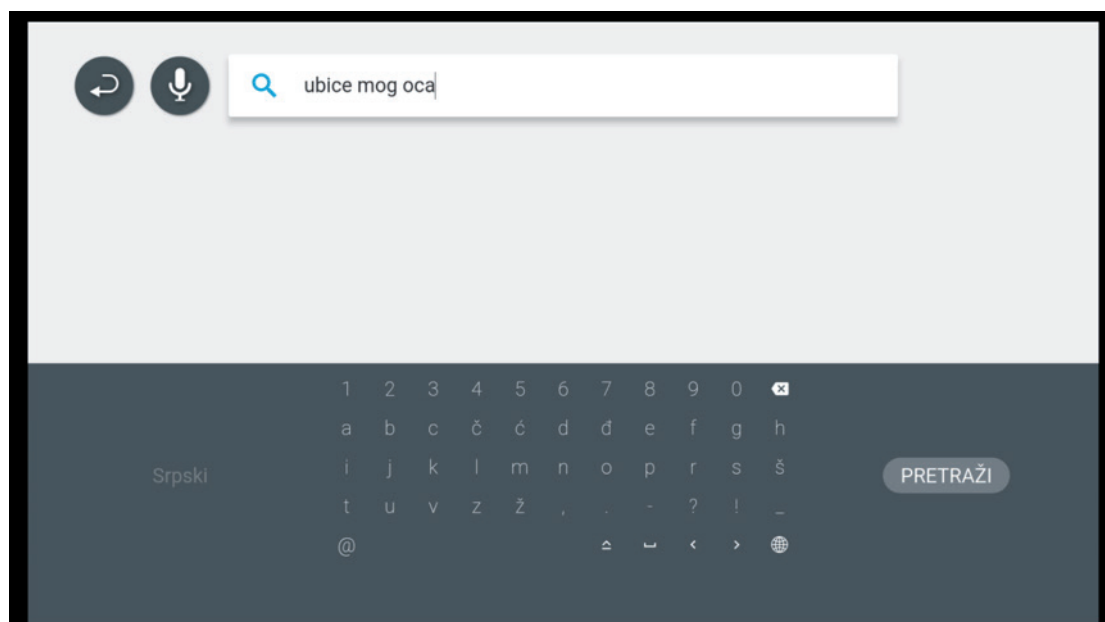 ubice mog oca
1 2 3 4 5 6 7 8 9 0
a b c č ć d đ e f g h
Srpski
i j k l m n o p r s š
PRETRAŽI
t u v z ž , . - ? ! _
@ < >